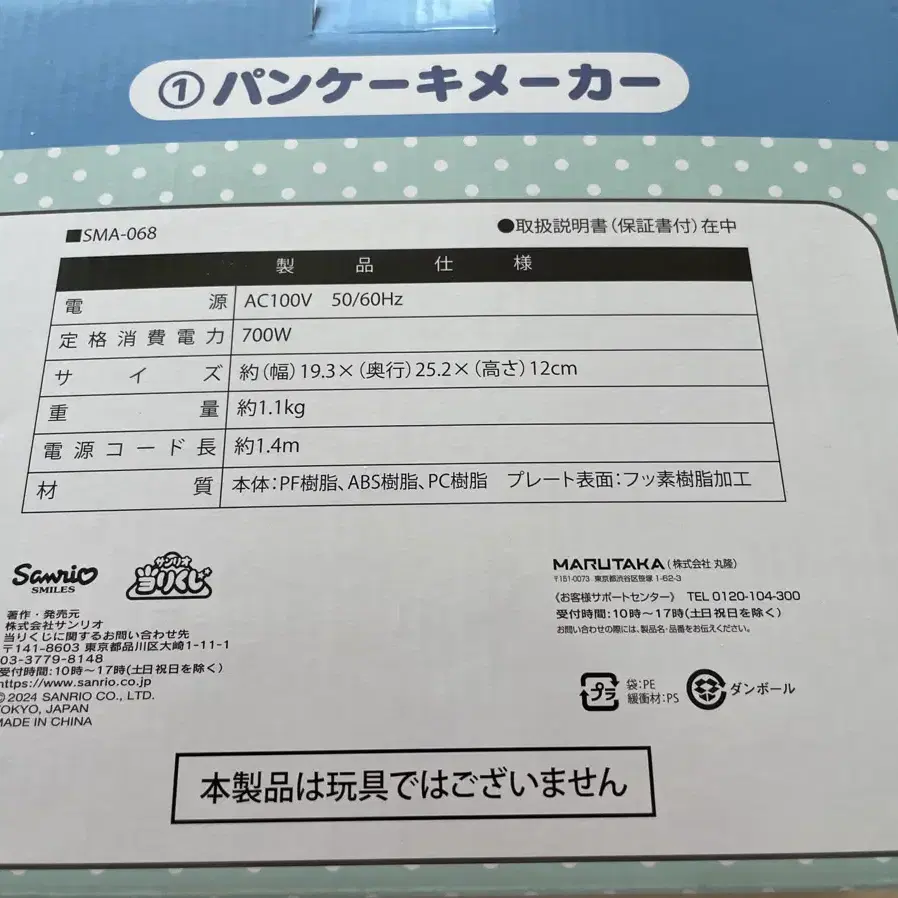 ①パンケーキメーカー
■SMA-068
●取扱説明書(保証書付)在中
製品仕様
電源 AC100V 50/60Hz
定格消費電力 700W
サイズ 約(幅)19.3×(奥行)25.2×(高さ)12cm
重量 約1.1kg
電源コード長 約1.4m
材質 本体:PF樹脂、ABS樹脂、PC樹脂 プレート表面:フッ素樹脂加工
Sanrio
SMILES
サンリオ
当りくじ
著作・発売元
株式会社サンリオ
当りくじに関するお問い合わせ先
〒141-8603 東京都品川区大崎1-11-1
03-3779-8148
受付時間:10時〜17時(土日祝日を除く)
https://www.sanrio.co.jp
©2024 SANRIO CO., LTD.
TOKYO, JAPAN
MADE IN CHINA
MARUTAKA(株式会社 丸隆)
〒151-0073 東京都渋谷区笹塚 1-62-3
《お客様サポートセンター》 TEL 0120-104-300
受付時間:10時〜17時(土日祝日を除く)
お問い合わせの際には、製品名・品番をお伝えください。
プラ
袋:PE
緩衝材:PS
ダンボール
本製品は玩具ではございません